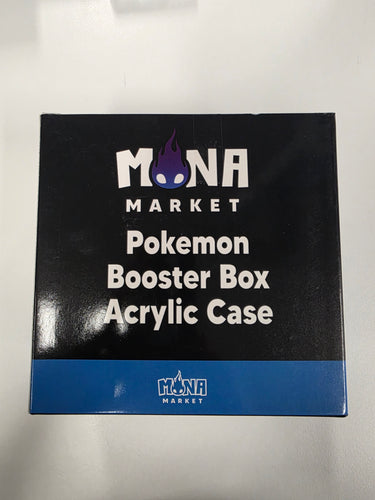 MONA
MARKET
Pokemon
Booster Box
Acrylic Case
MONA
MARKET